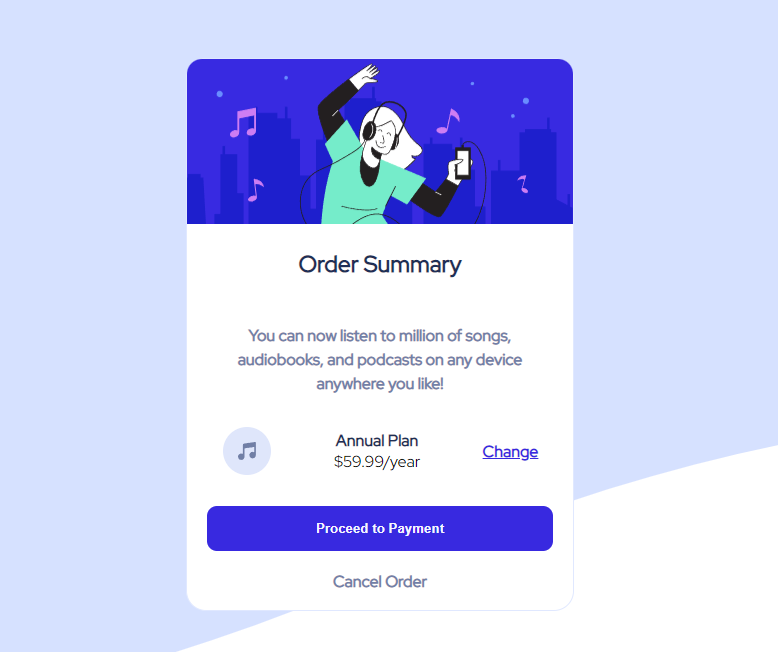 Order Summary
You can now listen to million of songs,
audiobooks, and podcasts on any device
anywhere you like!
Annual Plan
$59.99/year
Change
Proceed to Payment
Cancel Order